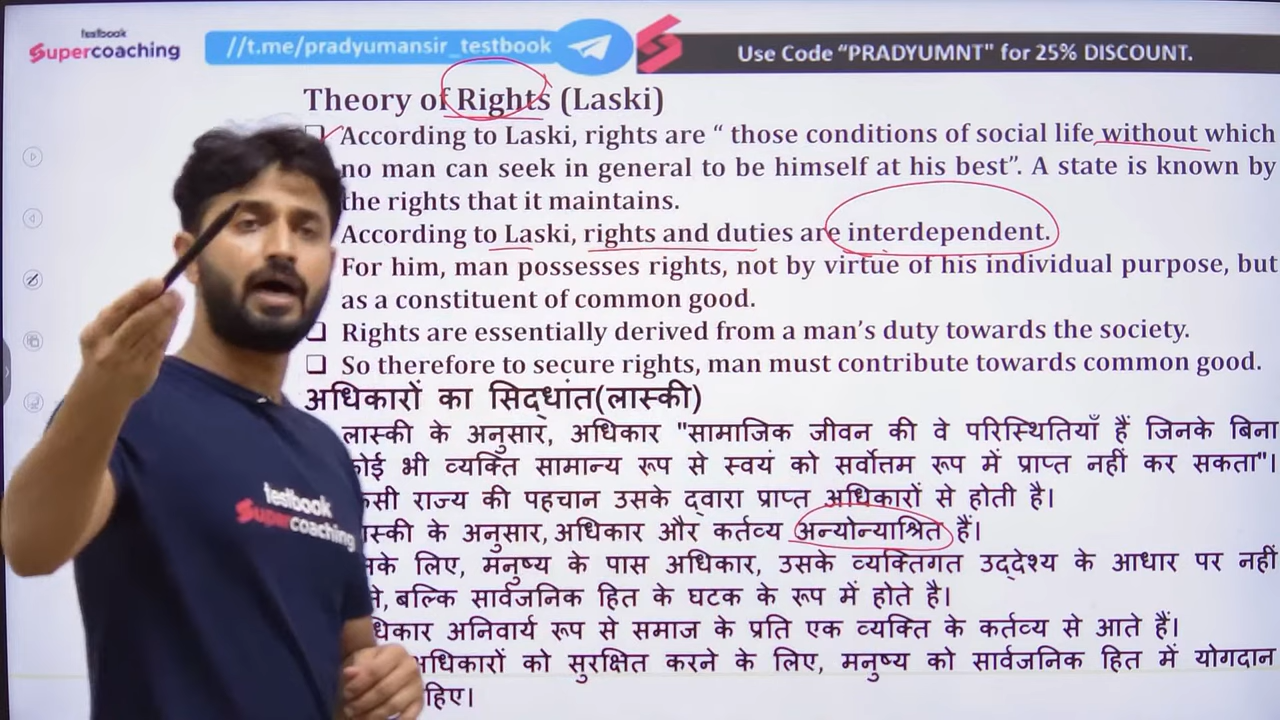 testbook
Supercoaching
//t.me/pradyumansir_testbook
Use Code “PRADYUMNT" for 25% DISCOUNT.
Theory of Rights (Laski)
According to Laski, rights are “ those conditions of social life without which
no man can seek in general to be himself at his best”. A state is known by
the rights that it maintains.
According to Laski, rights and duties are interdependent.
For him, man possesses rights, not by virtue of his individual purpose, but
as a constituent of common good.
❑ Rights are essentially derived from a man’s duty towards the society.
❑ So therefore to secure rights, man must contribute towards common good.
अधिकारों का सिद्धांत(लास्की)
लास्की के अनुसार, अधिकार "सामाजिक जीवन की वे परिस्थितियाँ हैं जिनके बिना
भी व्यक्ति सामान्य रूप से स्वयं को सर्वोत्तम रूप में प्राप्त नहीं कर सकता"।
राज्य की पहचान उसके द्वारा प्राप्त अधिकारों से होती है।
के अनुसार, अधिकार और कर्तव्य अन्योन्याश्रित हैं।
के लिए, मनुष्य के पास अधिकार, उसके व्यक्तिगत उद्देश्य के आधार पर नहीं
बल्कि सार्वजनिक हित के घटक के रूप में होते है।
अनिवार्य रूप से समाज के प्रति एक व्यक्ति के कर्तव्य से आते हैं।
अधिकारों को सुरक्षित करने के लिए, मनुष्य को सार्वजनिक हित में योगदान
testbook
Supercoaching